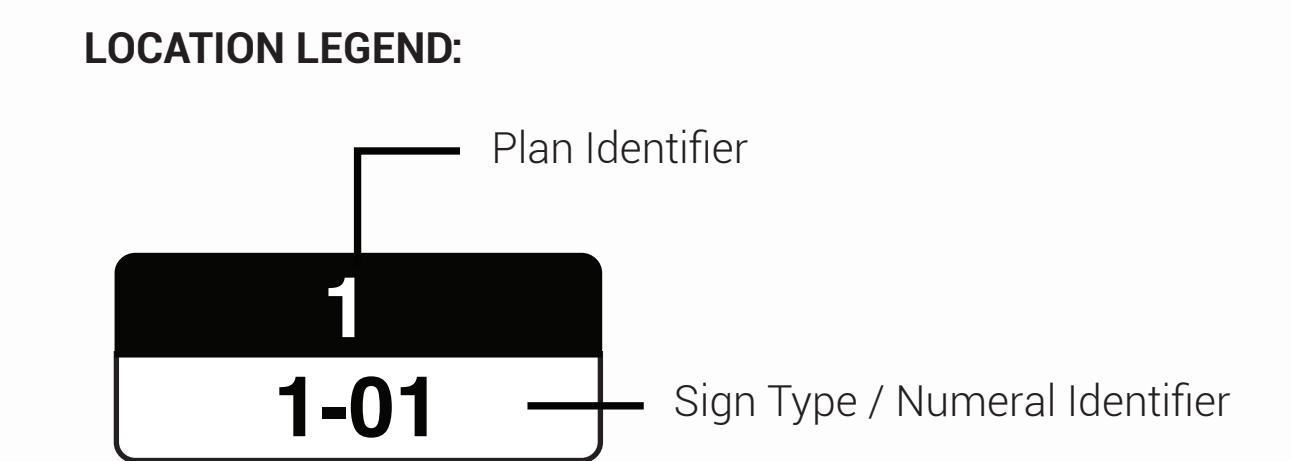 LOCATION LEGEND:
Plan Identifier
1
1-01
Sign Type / Numeral Identifier